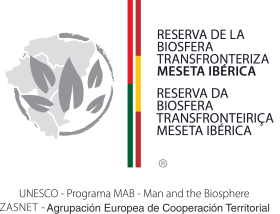 RESERVA DE LA
BIOSFERA
TRANSFRONTERIZA
MESETA IBÉRICA
RESERVA DA
BIOSFERA
TRANSFRONTEIRIÇA
MESETA IBÉRICA
®
UNESCO - Programa MAB - Man and the Biosphere
ZASNET - Agrupación Europea de Cooperación Territorial